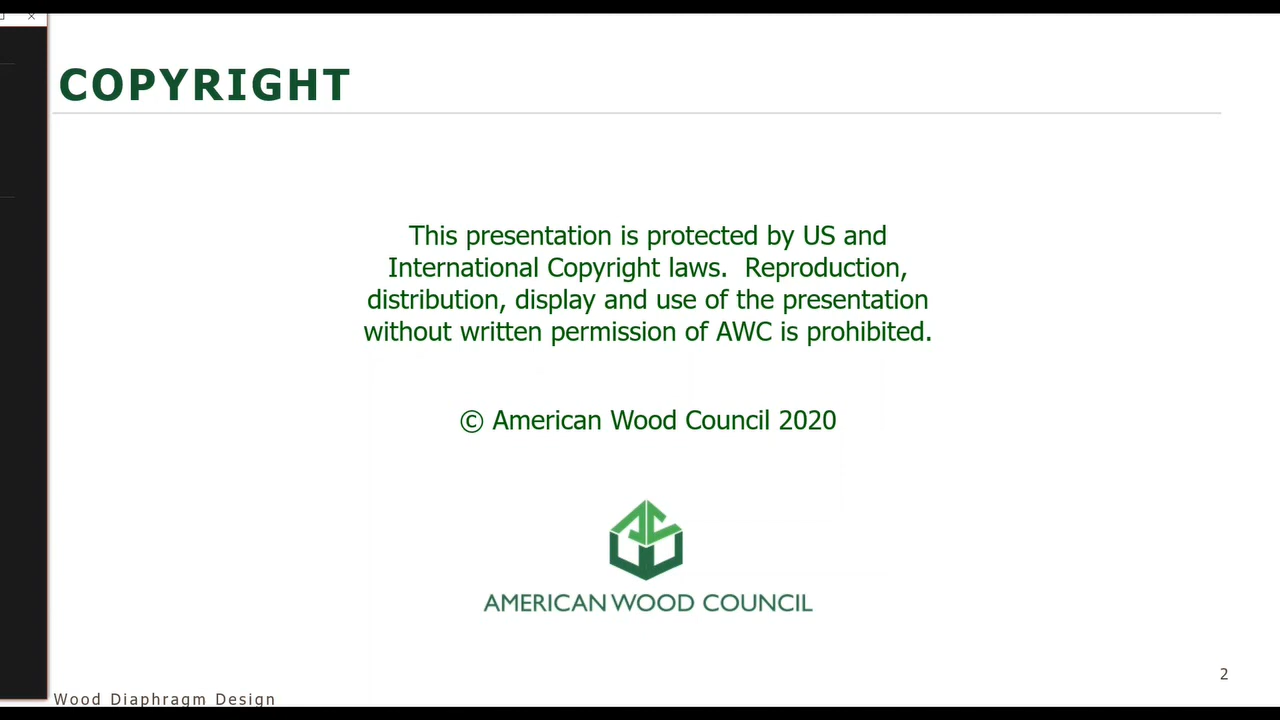 COPYRIGHT
This presentation is protected by US and
International Copyright laws.  Reproduction,
distribution, display and use of the presentation
without written permission of AWC is prohibited.
© American Wood Council 2020
AMERICAN WOOD COUNCIL
2
Wood Diaphragm Design